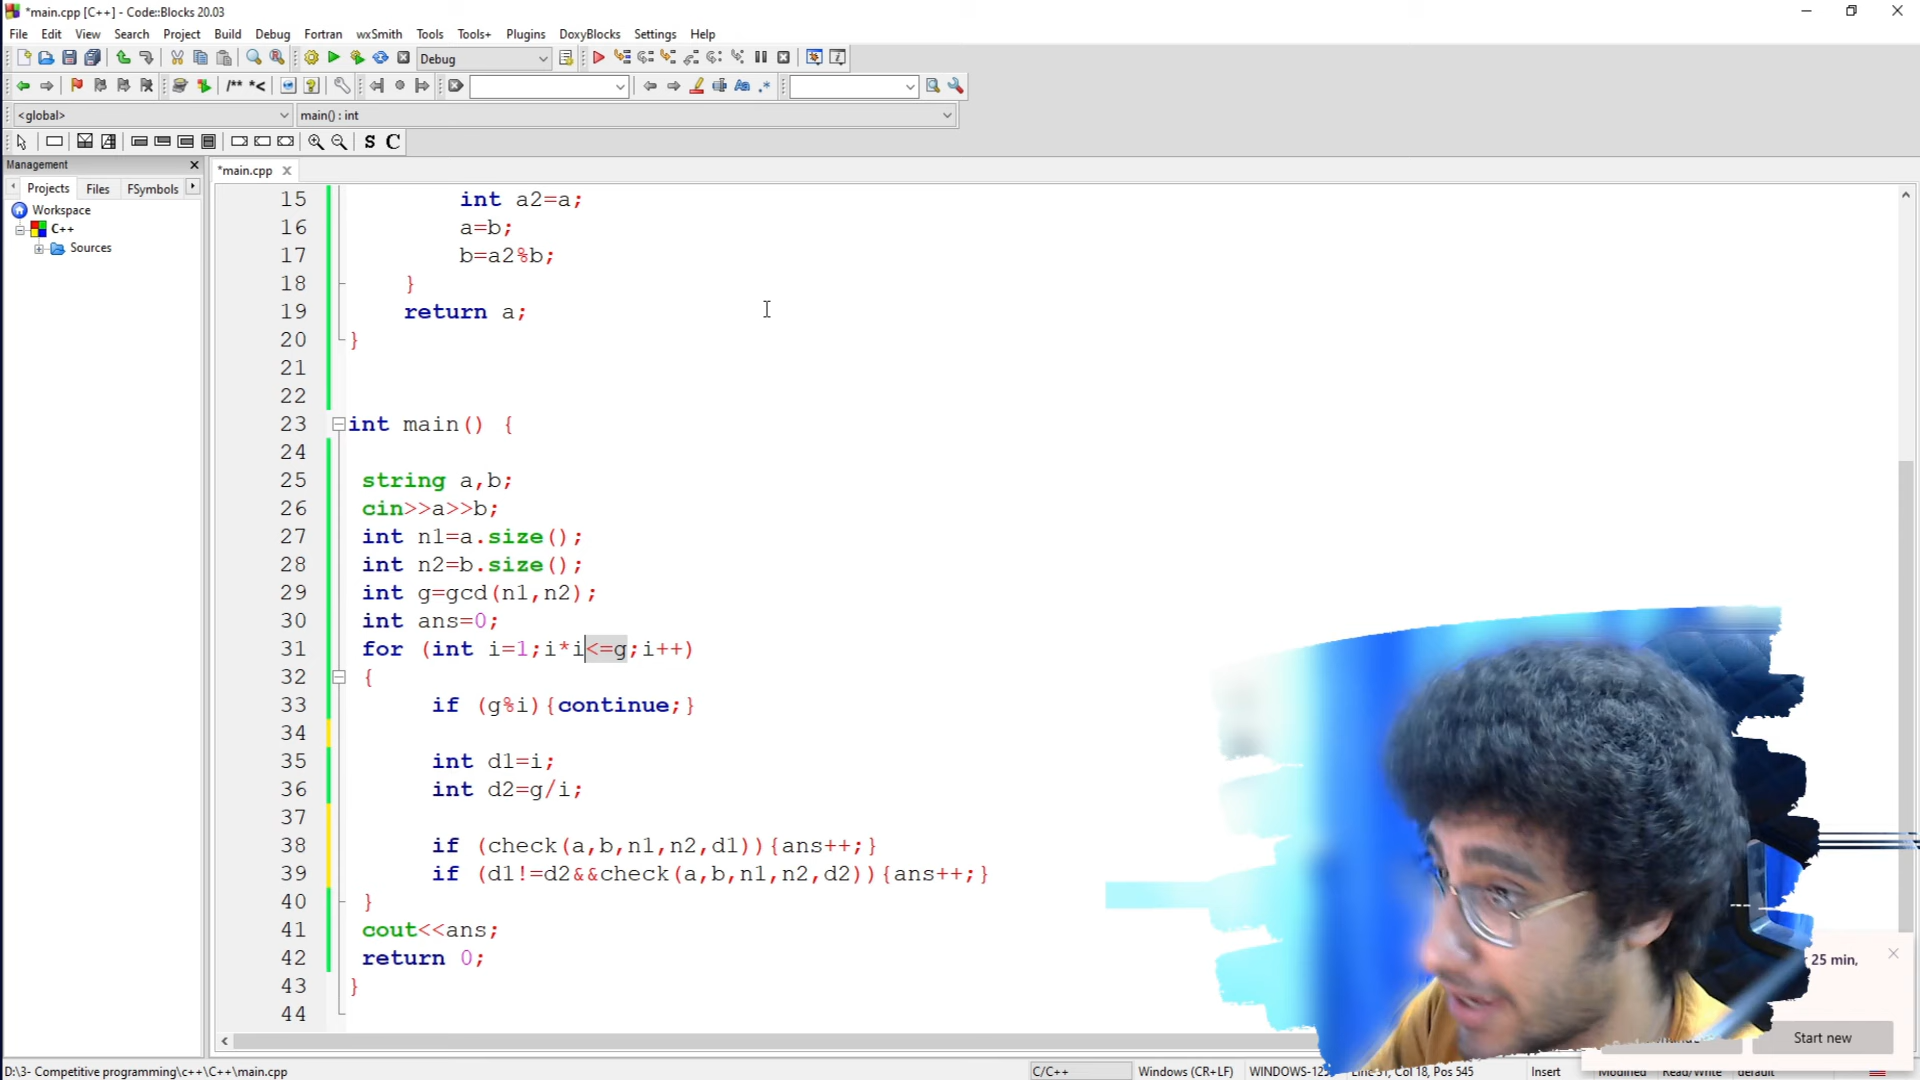 *main.cpp [C++] - Code::Blocks 20.03
File Edit View Search Project Build Debug Fortran wxSmith Tools Tools+ Plugins DoxyBlocks Settings Help
Debug
/** *<
<global> main() : int
S C
Management
*main.cpp
Projects Files FSymbols
Workspace
C++
Sources
15 int a2=a;
16 a=b;
17 b=a2%b;
18 }
19 return a;
20 }
21
22
23 int main() {
24
25 string a,b;
26 cin>>a>>b;
27 int n1=a.size();
28 int n2=b.size();
29 int g=gcd(n1,n2);
30 int ans=0;
31 for (int i=1;i*i<=g;i++)
32 {
33 if (g%i){continue;}
34
35 int d1=i;
36 int d2=g/i;
37
38 if (check(a,b,n1,n2,d1)){ans++;}
39 if (d1!=d2&&check(a,b,n1,n2,d2)){ans++;}
40 }
41 cout<<ans;
42 return 0;
43 }
44
25 min,
Start new
D:\3- Competitive programming\c++\C++\main.cpp C/C++ Windows (CR+LF) Col 18, Pos 545 Insert Modified Read/Write default